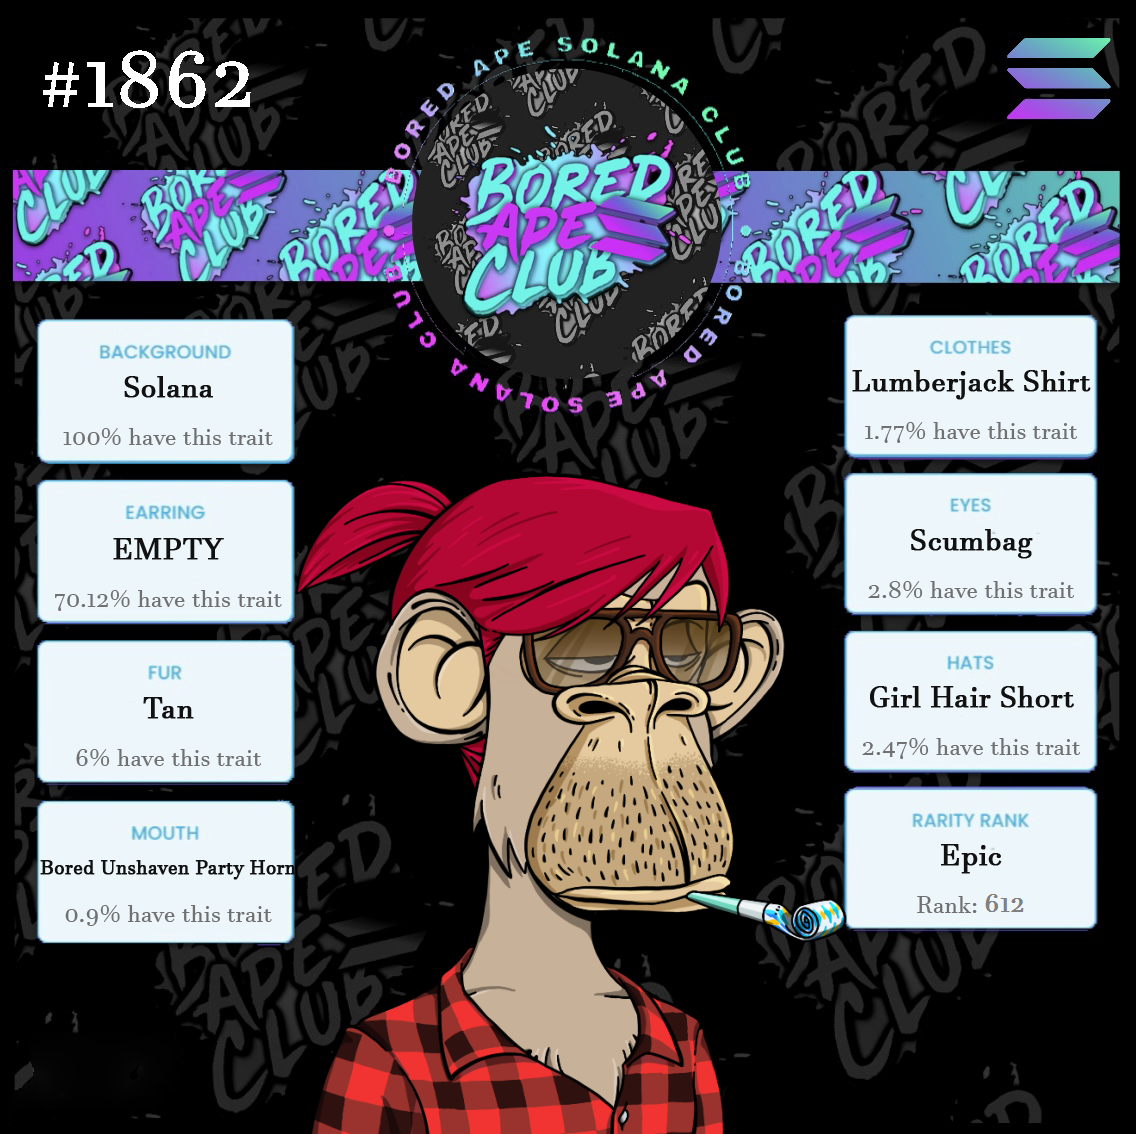 #1862
BORED APE SOLANA CLUB
BORED
APE
CLUB
BORED APE SOLANA CLUB
BACKGROUND
Solana
100% have this trait
EARRING
EMPTY
70.12% have this trait
FUR
Tan
6% have this trait
MOUTH
Bored Unshaven Party Horn
0.9% have this trait
CLOTHES
Lumberjack Shirt
1.77% have this trait
EYES
Scumbag
2.8% have this trait
HATS
Girl Hair Short
2.47% have this trait
RARITY RANK
Epic
Rank: 612